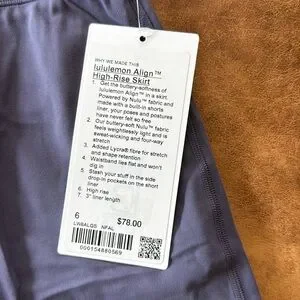 WHY WE MADE THIS
lululemon Align™
High-Rise Skirt
1. Get the buttery-softness of
lululemon Align™ in a skirt.
Powered by Nulu™ fabric and
made with a built-in shorts
liner, your poses and postures
have never felt so free
2. Our buttery-soft Nulu™ fabric
feels weightlessly light and is
sweat-wicking and four-way
stretch
3. Added Lycra® fibre for stretch
and shape retention
4. Waistband lies flat and won't
dig in
5. Stash your stuff in the side
drop-in pockets on the short
liner
6. High rise
7. 3" liner length
6 $78.00
LW8ALQS NFAL
000154880569